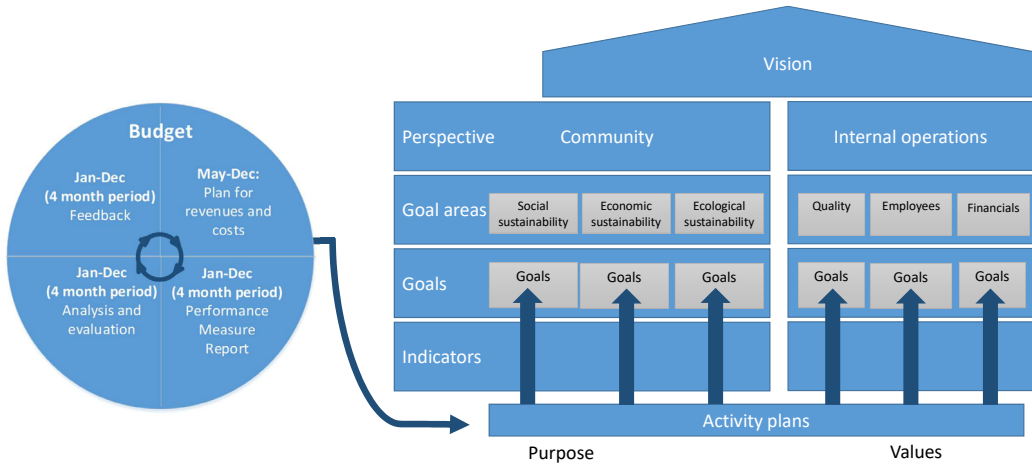 Budget
Jan-Dec
(4 month period)
Feedback
May-Dec:
Plan for
revenues and
costs
Jan-Dec
(4 month period)
Analysis and
evaluation
Jan-Dec
(4 month period)
Performance
Measure
Report
Vision
Perspective
Community
Internal operations
Goal areas
Social
sustainability
Economic
sustainability
Ecological
sustainability
Quality
Employees
Financials
Goals
Goals
Goals
Goals
Goals
Goals
Goals
Indicators
Activity plans
Purpose
Values